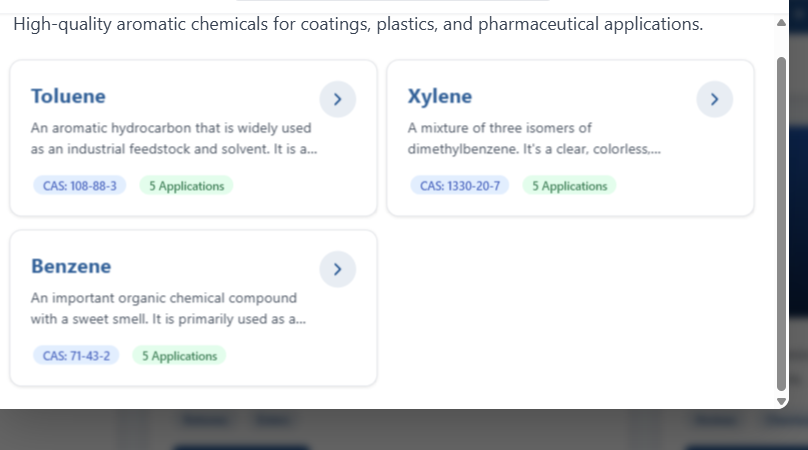 High-quality aromatic chemicals for coatings, plastics, and pharmaceutical applications.
Toluene
An aromatic hydrocarbon that is widely used
as an industrial feedstock and solvent. It is a...
CAS: 108-88-3
5 Applications
Xylene
A mixture of three isomers of
dimethylbenzene. It's a clear, colorless,...
CAS: 1330-20-7
5 Applications
Benzene
An important organic chemical compound
with a sweet smell. It is primarily used as a...
CAS: 71-43-2
5 Applications